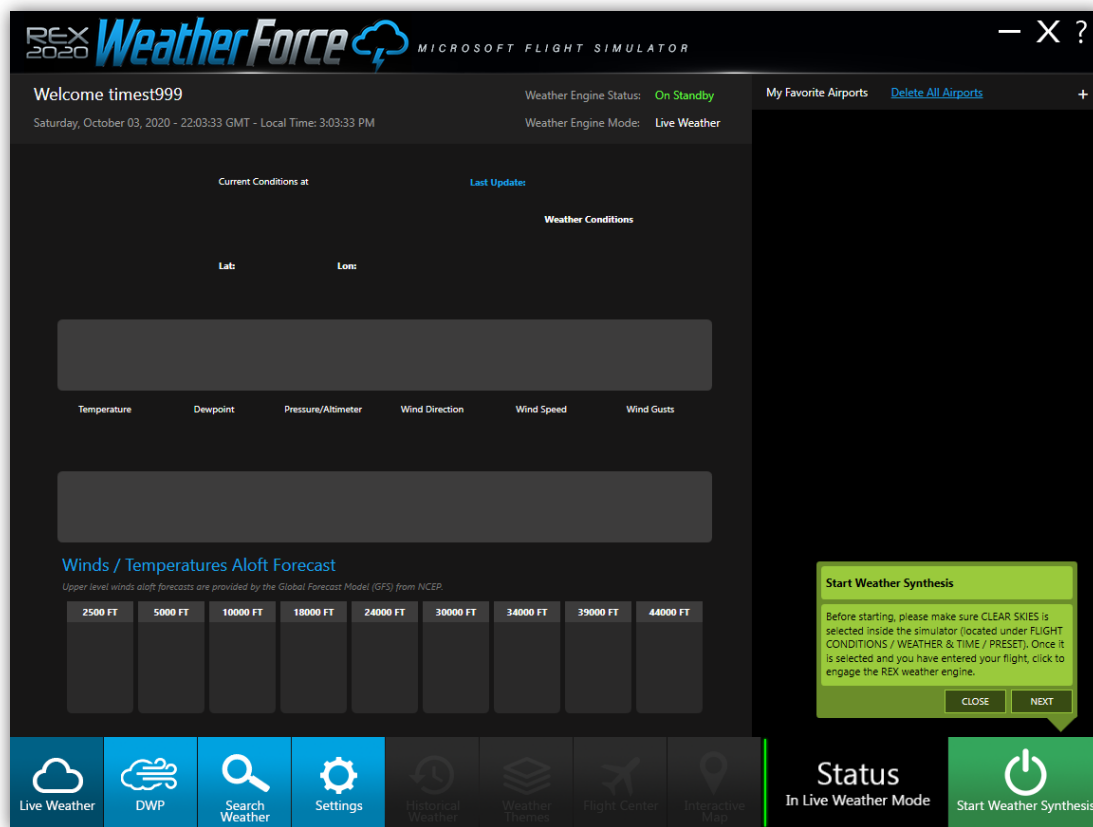 REX 2020 Weather Force MICROSOFT FLIGHT SIMULATOR
Welcome timest999
Weather Engine Status: On Standby
Saturday, October 03, 2020 - 22:03:33 GMT - Local Time: 3:03:33 PM
Weather Engine Mode: Live Weather
My Favorite Airports Delete All Airports +
Current Conditions at
Last Update:
Weather Conditions
Lat: Lon:
Temperature Dewpoint Pressure/Altimeter Wind Direction Wind Speed Wind Gusts
Winds / Temperatures Aloft Forecast
Upper level winds aloft forecasts are provided by the Global Forecast Model (GFS) from NCEP.
2500 FT 5000 FT 10000 FT 18000 FT 24000 FT 30000 FT 34000 FT 39000 FT 44000 FT
Start Weather Synthesis
Before starting, please make sure CLEAR SKIES is
selected inside the simulator (located under FLIGHT
CONDITIONS / WEATHER & TIME / PRESET). Once it
is selected and you have entered your flight, click to
engage the REX weather engine.
CLOSE NEXT
Live Weather
DWP
Search
Weather
Settings
Historical
Weather
Weather
Themes
Flight Center
Interactive
Map
Status
In Live Weather Mode
Start Weather Synthesis